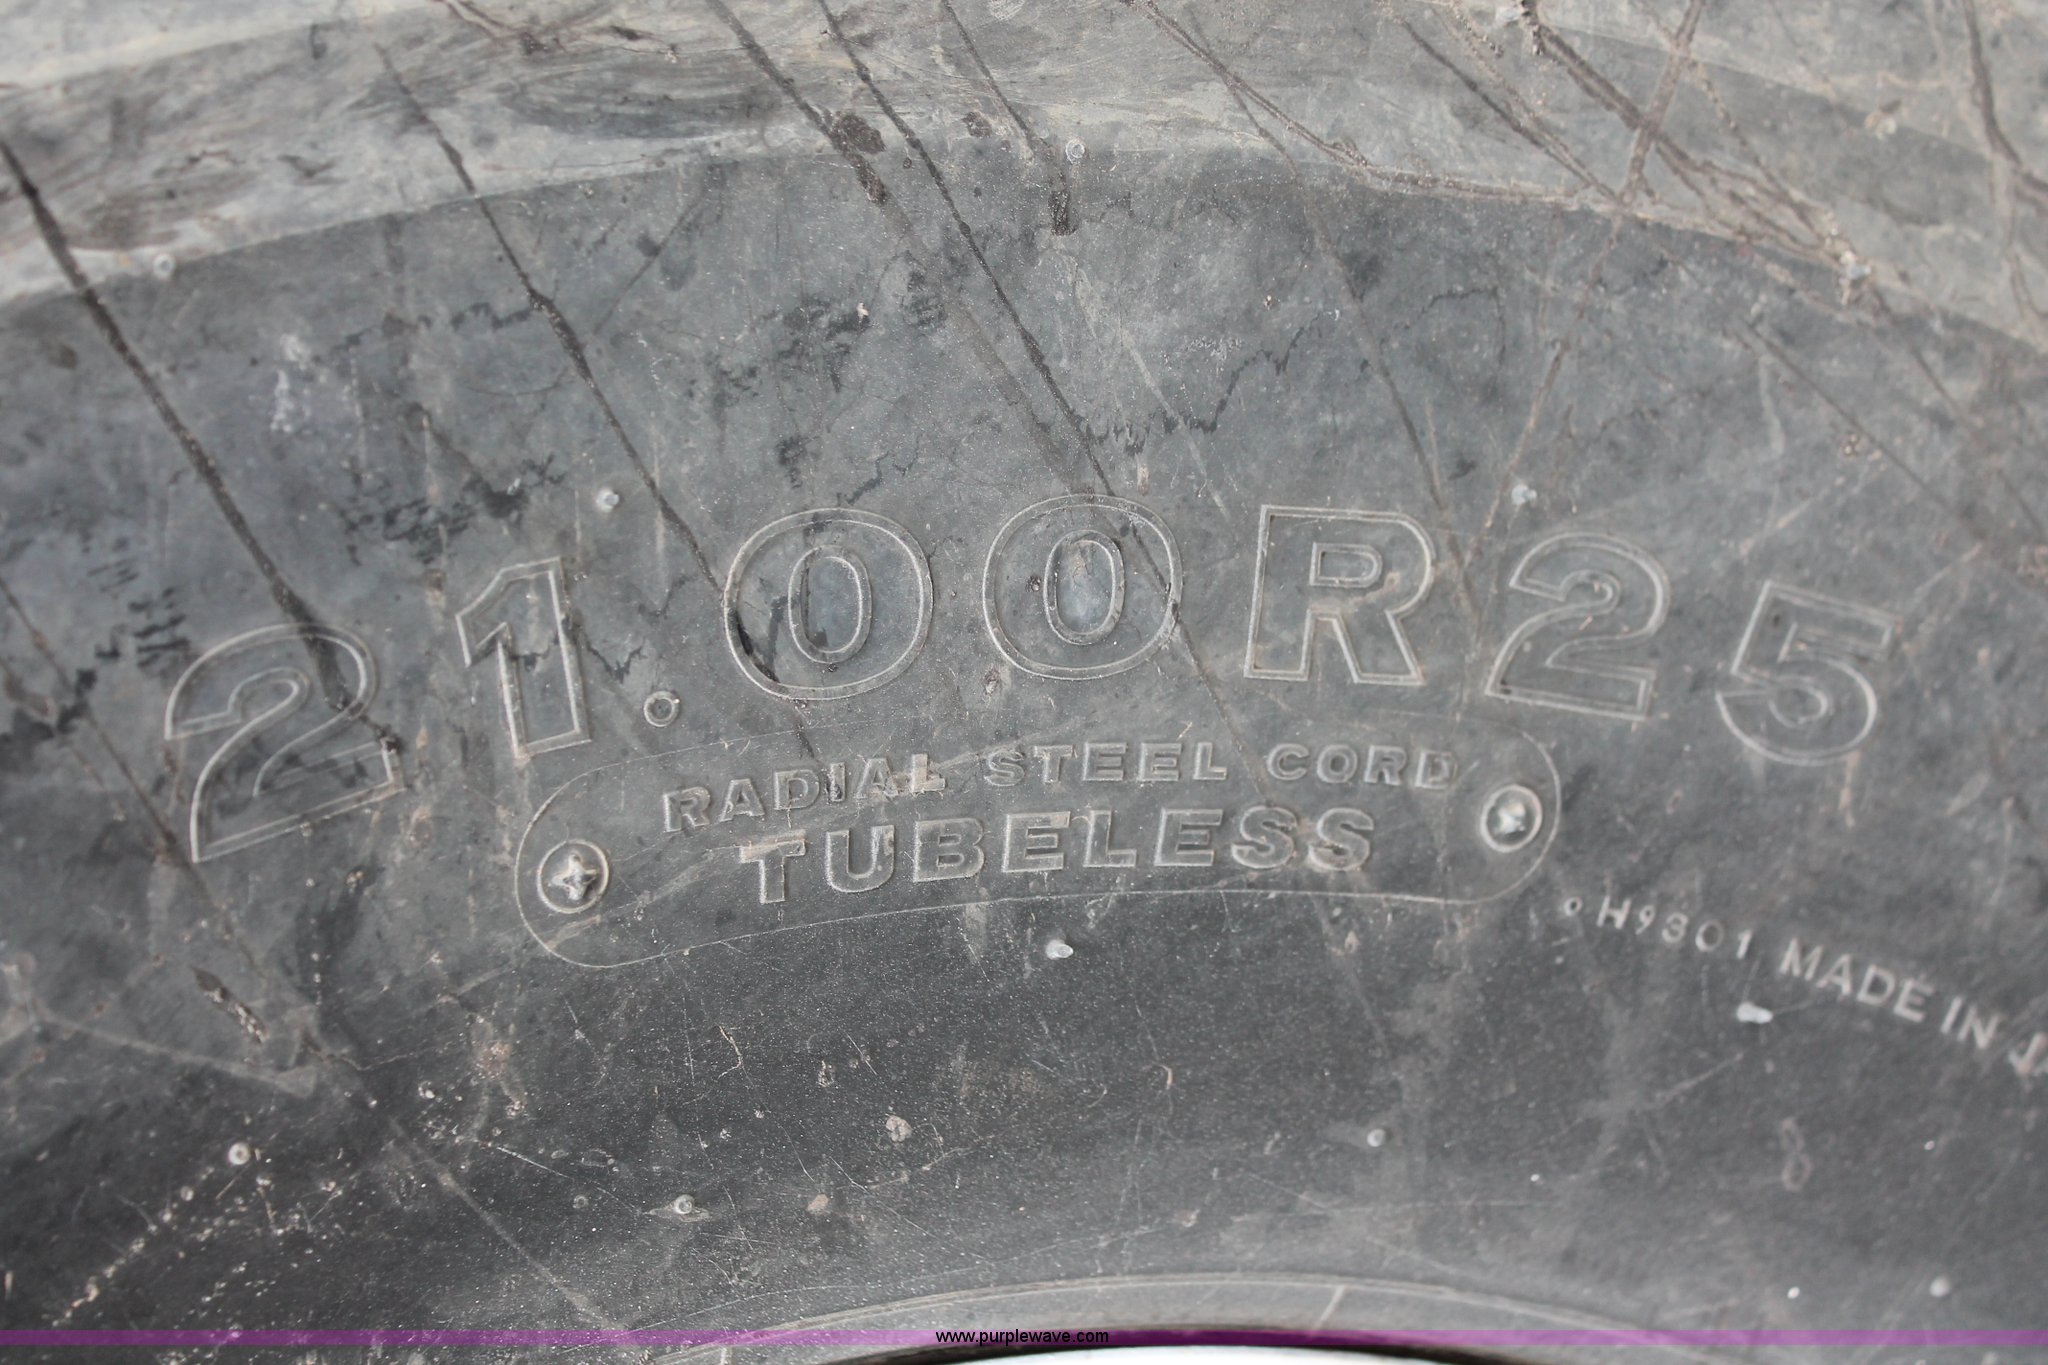 21.00R25
RADIAL STEEL CORD
TUBELESS
H9301 MADE IN
www.purplewave.com